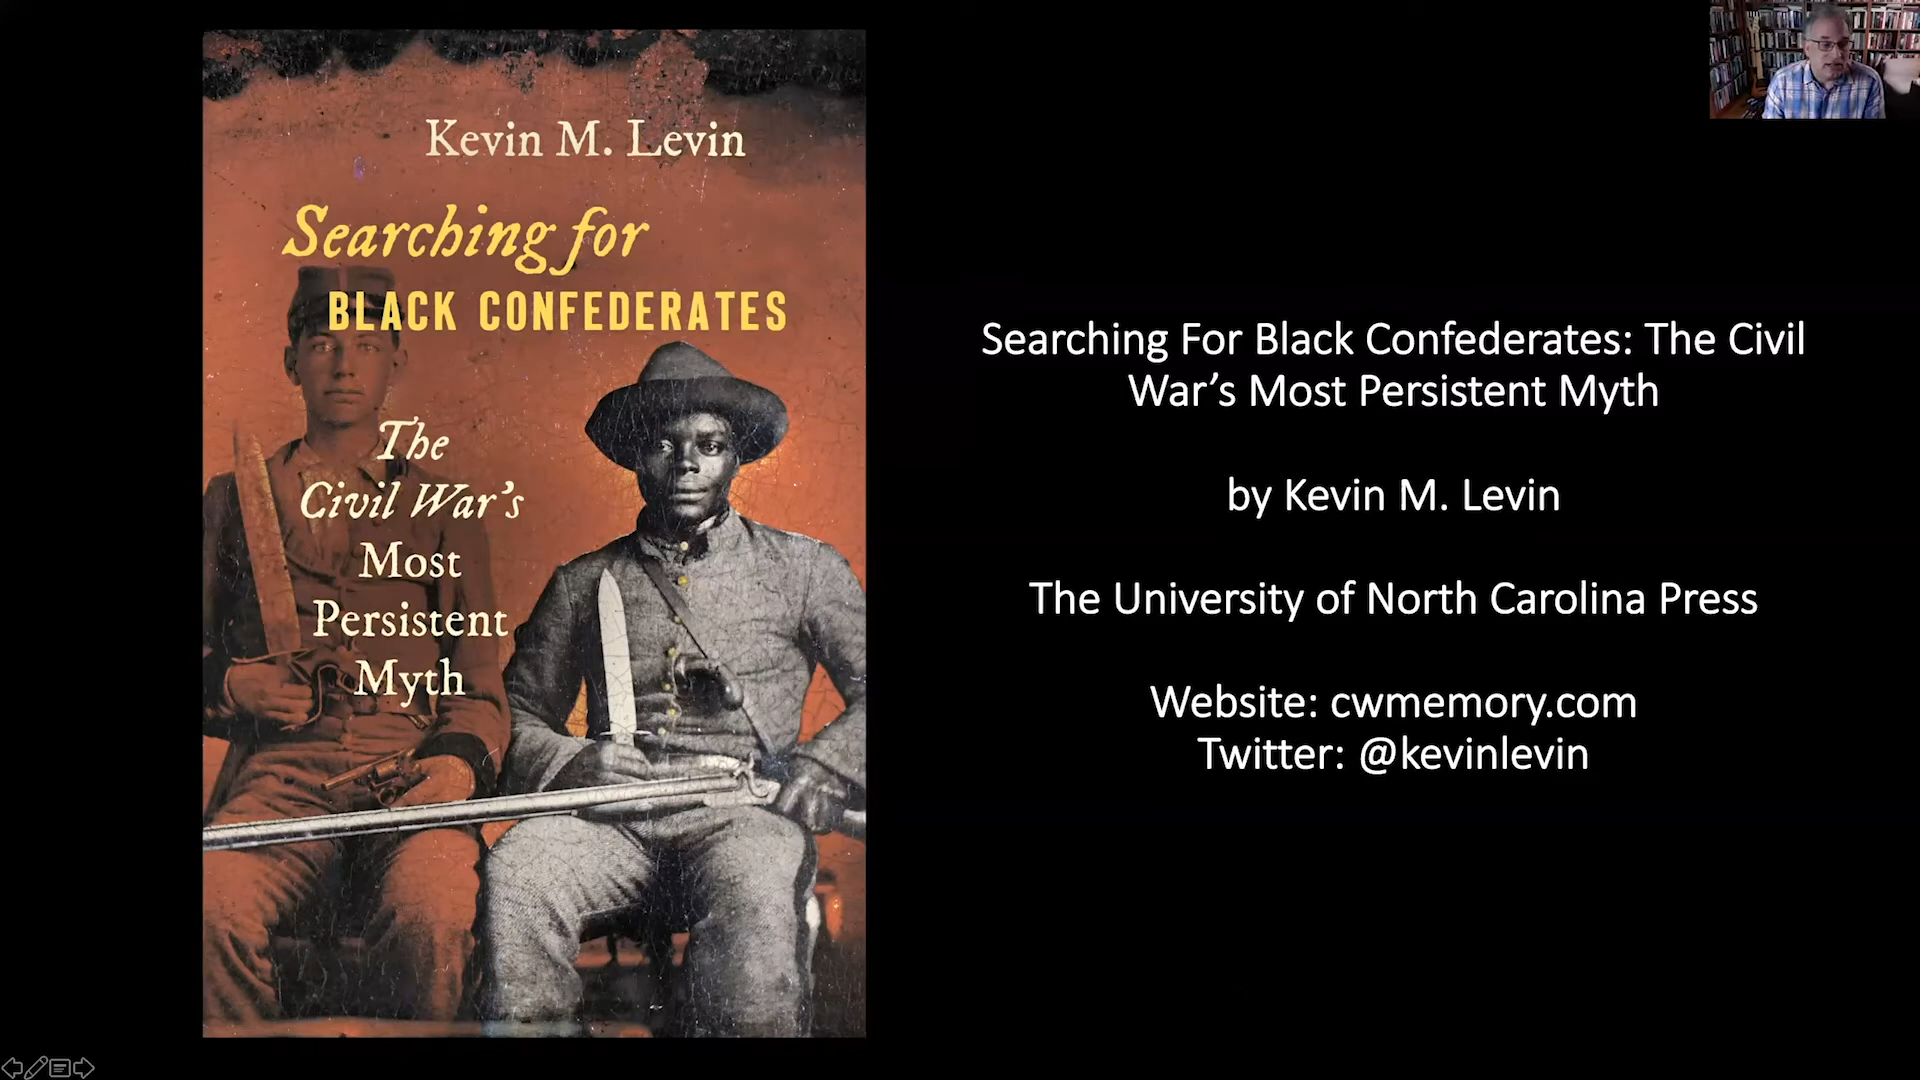 Kevin M. Levin
Searching for
BLACK CONFEDERATES
The
Civil War's
Most
Persistent
Myth
Searching For Black Confederates: The Civil
War's Most Persistent Myth
by Kevin M. Levin
The University of North Carolina Press
Website: cwmemory.com
Twitter: @kevinlevin